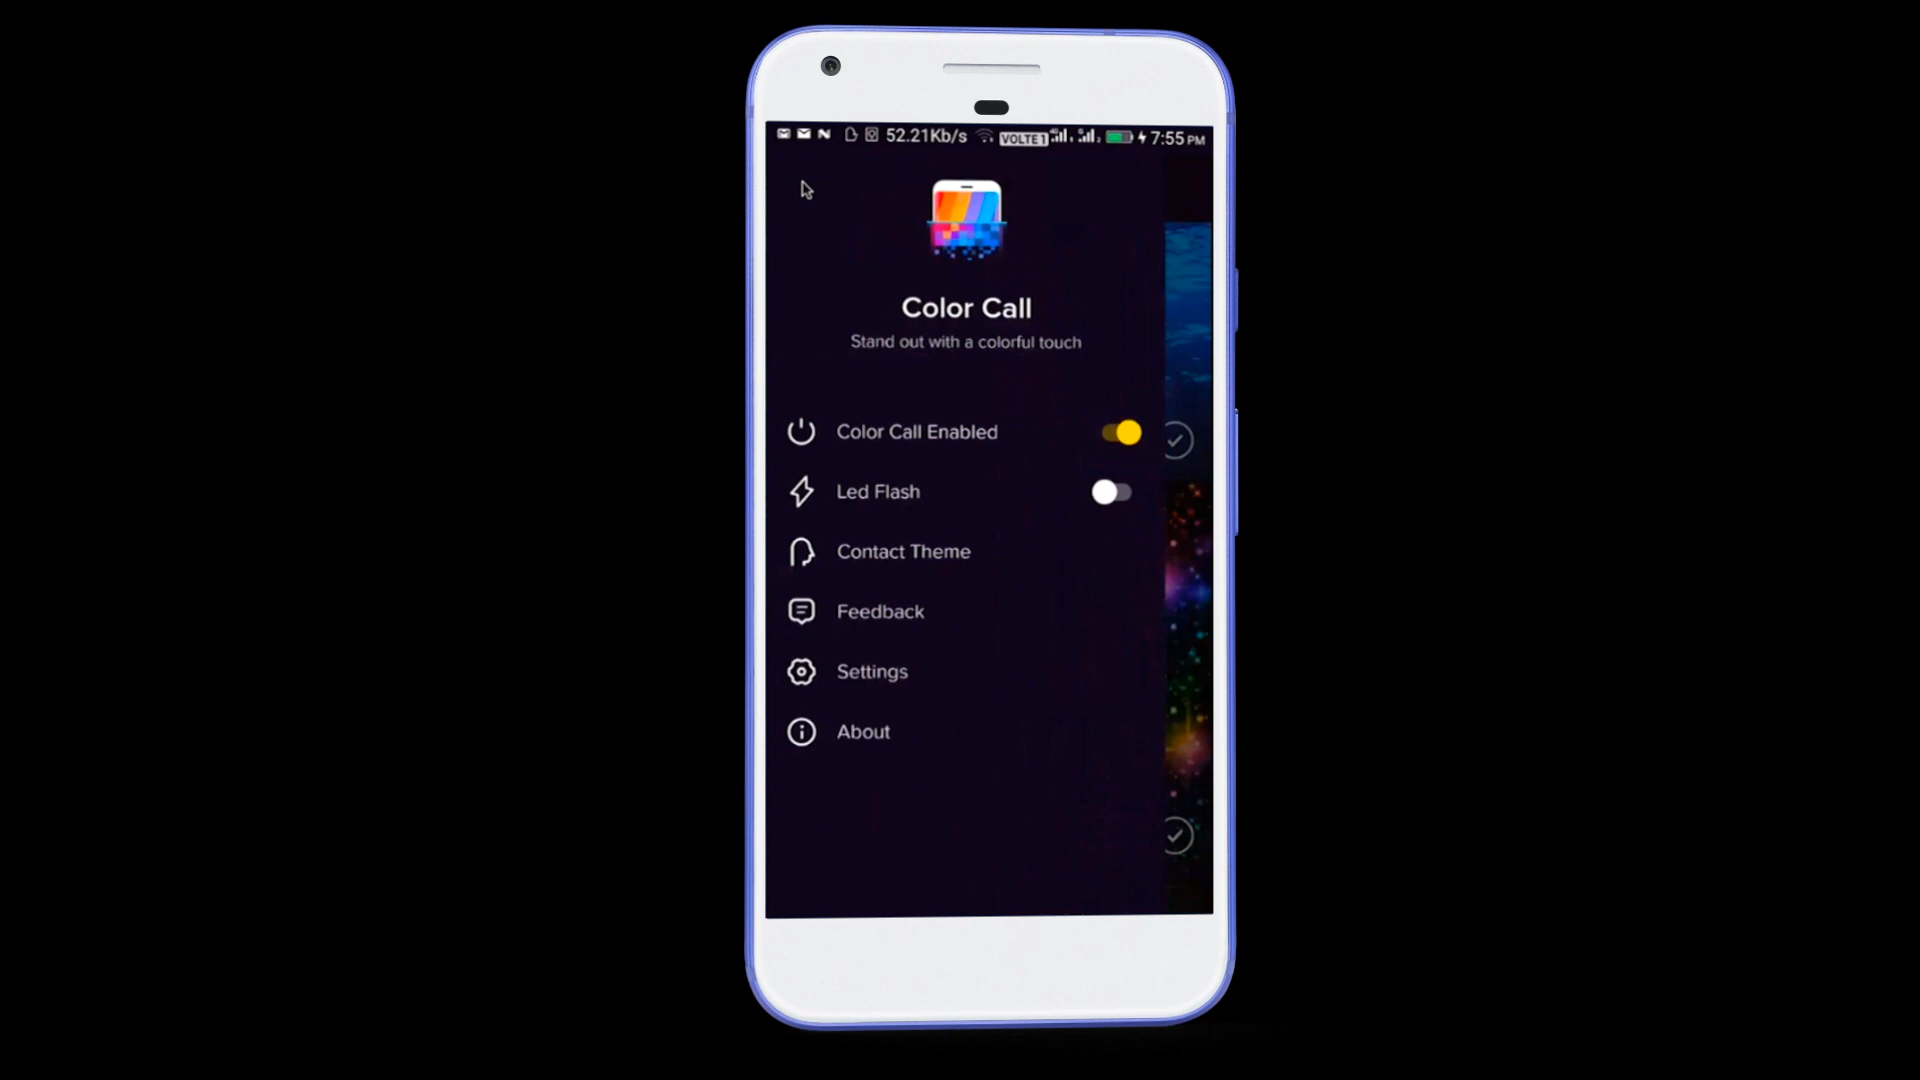 52.21Kb/s VOLTE 1 7:55 PM
Color Call
Stand out with a colorful touch
Color Call Enabled
Led Flash
Contact Theme
Feedback
Settings
About